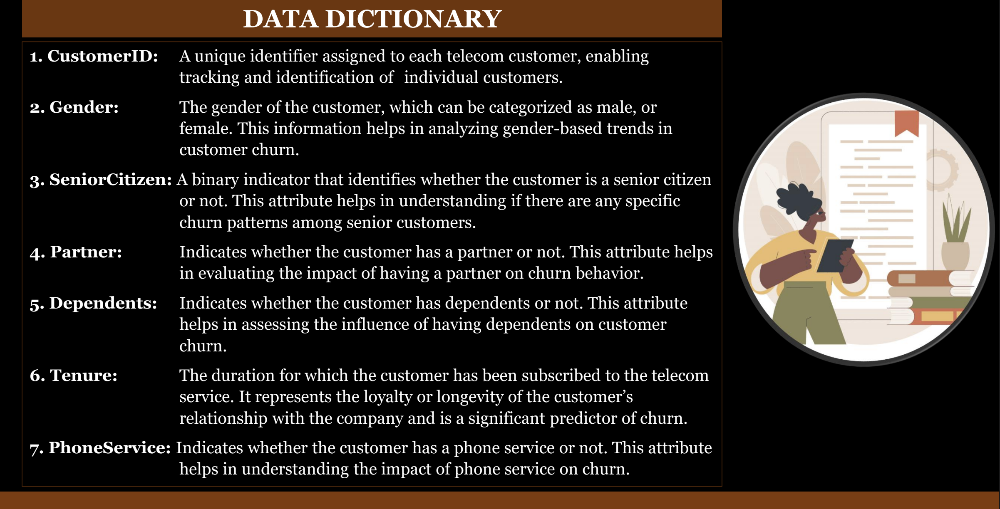 DATA DICTIONARY
1. CustomerID: A unique identifier assigned to each telecom customer, enabling
tracking and identification of individual customers.
2. Gender: The gender of the customer, which can be categorized as male, or
female. This information helps in analyzing gender-based trends in
customer churn.
3. SeniorCitizen: A binary indicator that identifies whether the customer is a senior citizen
or not. This attribute helps in understanding if there are any specific
churn patterns among senior customers.
4. Partner: Indicates whether the customer has a partner or not. This attribute helps
in evaluating the impact of having a partner on churn behavior.
5. Dependents: Indicates whether the customer has dependents or not. This attribute
helps in assessing the influence of having dependents on customer
churn.
6. Tenure: The duration for which the customer has been subscribed to the telecom
service. It represents the loyalty or longevity of the customer’s
relationship with the company and is a significant predictor of churn.
7. PhoneService: Indicates whether the customer has a phone service or not. This attribute
helps in understanding the impact of phone service on churn.